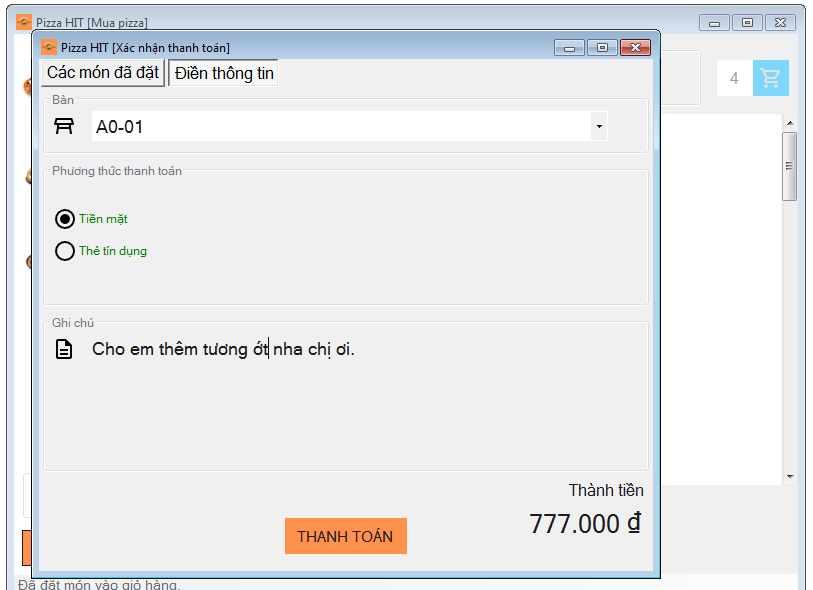 Pizza HIT [Mua pizza]
Pizza HIT [Xác nhận thanh toán]
Các món đã đặt
Điền thông tin
4
Bàn
A0-01
Phương thức thanh toán
Tiền mặt
Thẻ tín dụng
Ghi chú
Cho em thêm tương ớt nha chị ơi.
Thành tiền
777.000 ₫
THANH TOÁN
Đã đặt món vào giỏ hàng.